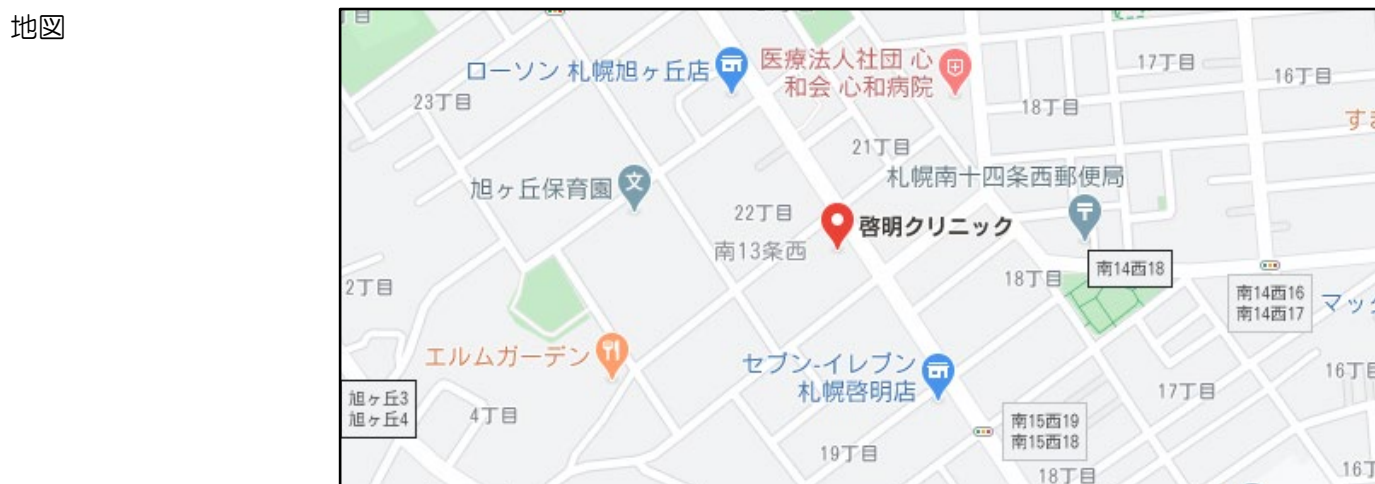 地図
ローソン 札幌旭ヶ丘店
医療法人社団 心
和会 心和病院
17丁目
16丁目
23丁目
18丁目
21丁目
旭ヶ丘保育園
札幌南十四条西郵便局
22丁目
啓明クリニック
南13条西
南14西18
18丁目
2丁目
南14西16
南14西17
エルムガーデン
セブン-イレブン
札幌啓明店
16丁目
17丁目
旭ヶ丘3
旭ヶ丘4
4丁目
南15西19
南15西18
19丁目
18丁目